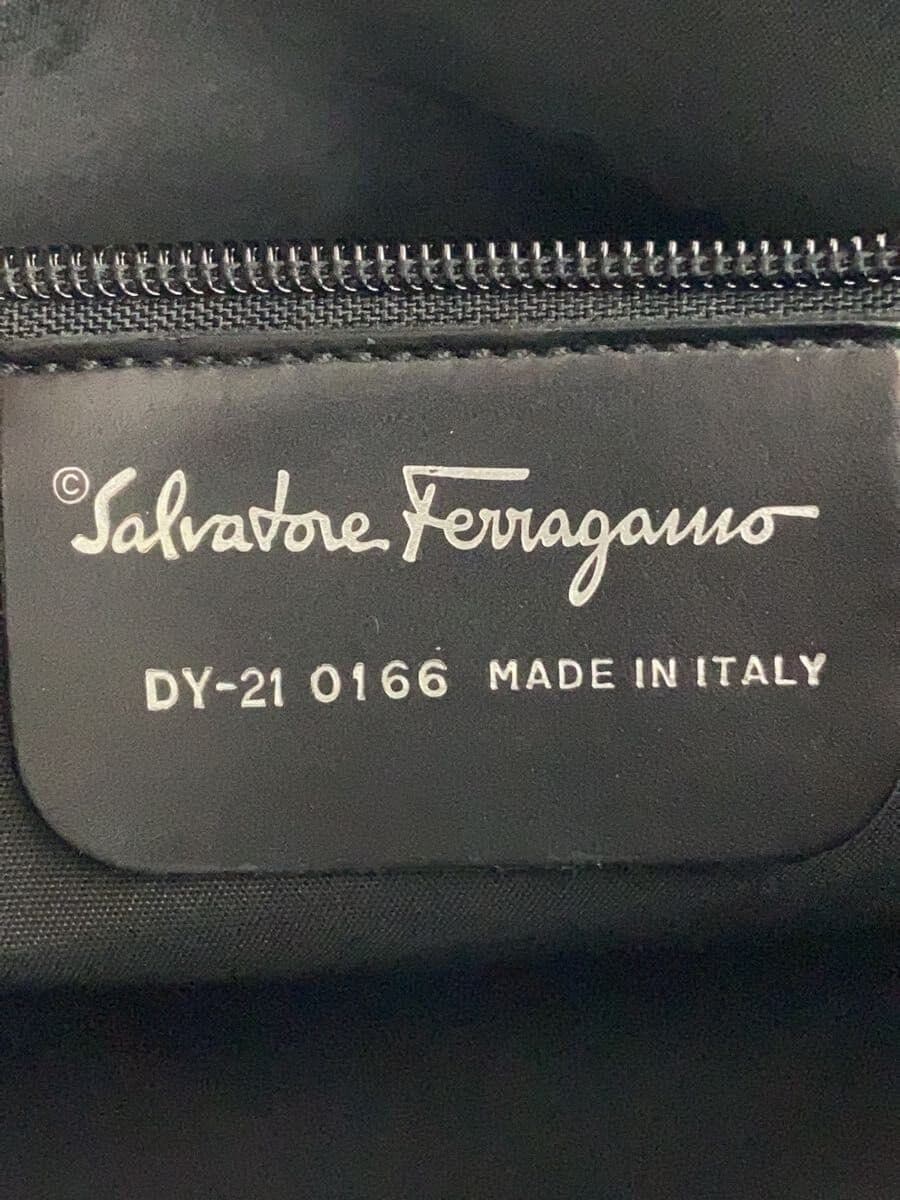 © Salvatore Ferragamo
DY-21 0166 MADE IN ITALY